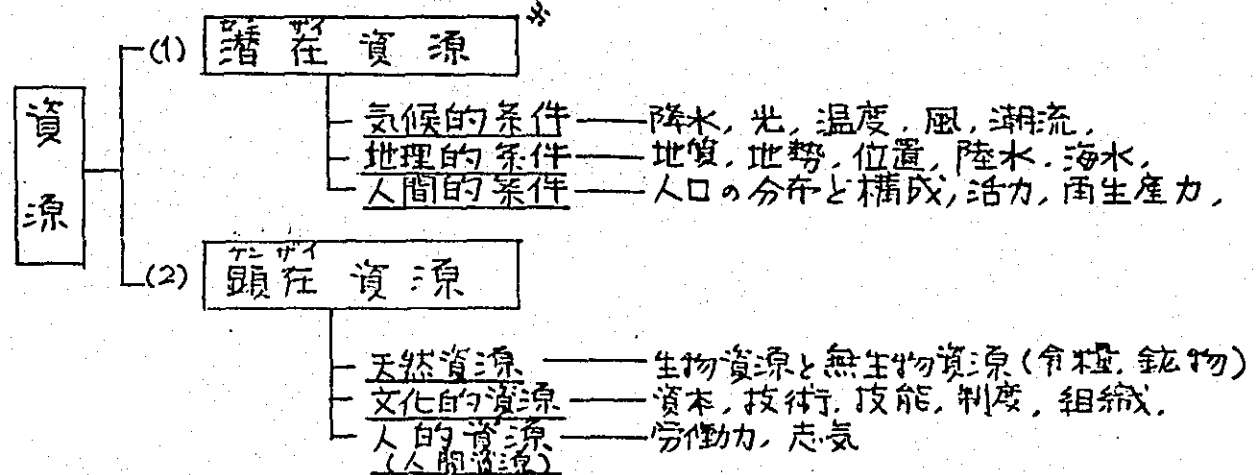 資源
(1) 潜在資源 ※
センザイ
気候的条件 — 降水, 光, 温度, 風, 潮流,
地理的条件 — 地質, 地勢, 位置, 陸水, 海水,
人間的条件 — 人口の分布と構成, 活力, 再生産力,
(2) 顕在資源
ケンザイ
天然資源 — 生物資源と無生物資源 (鉱物)
文化的資源 — 資本, 技術, 技能, 制度, 組織,
人的資源 — 労働力, 志気
(人間資源)